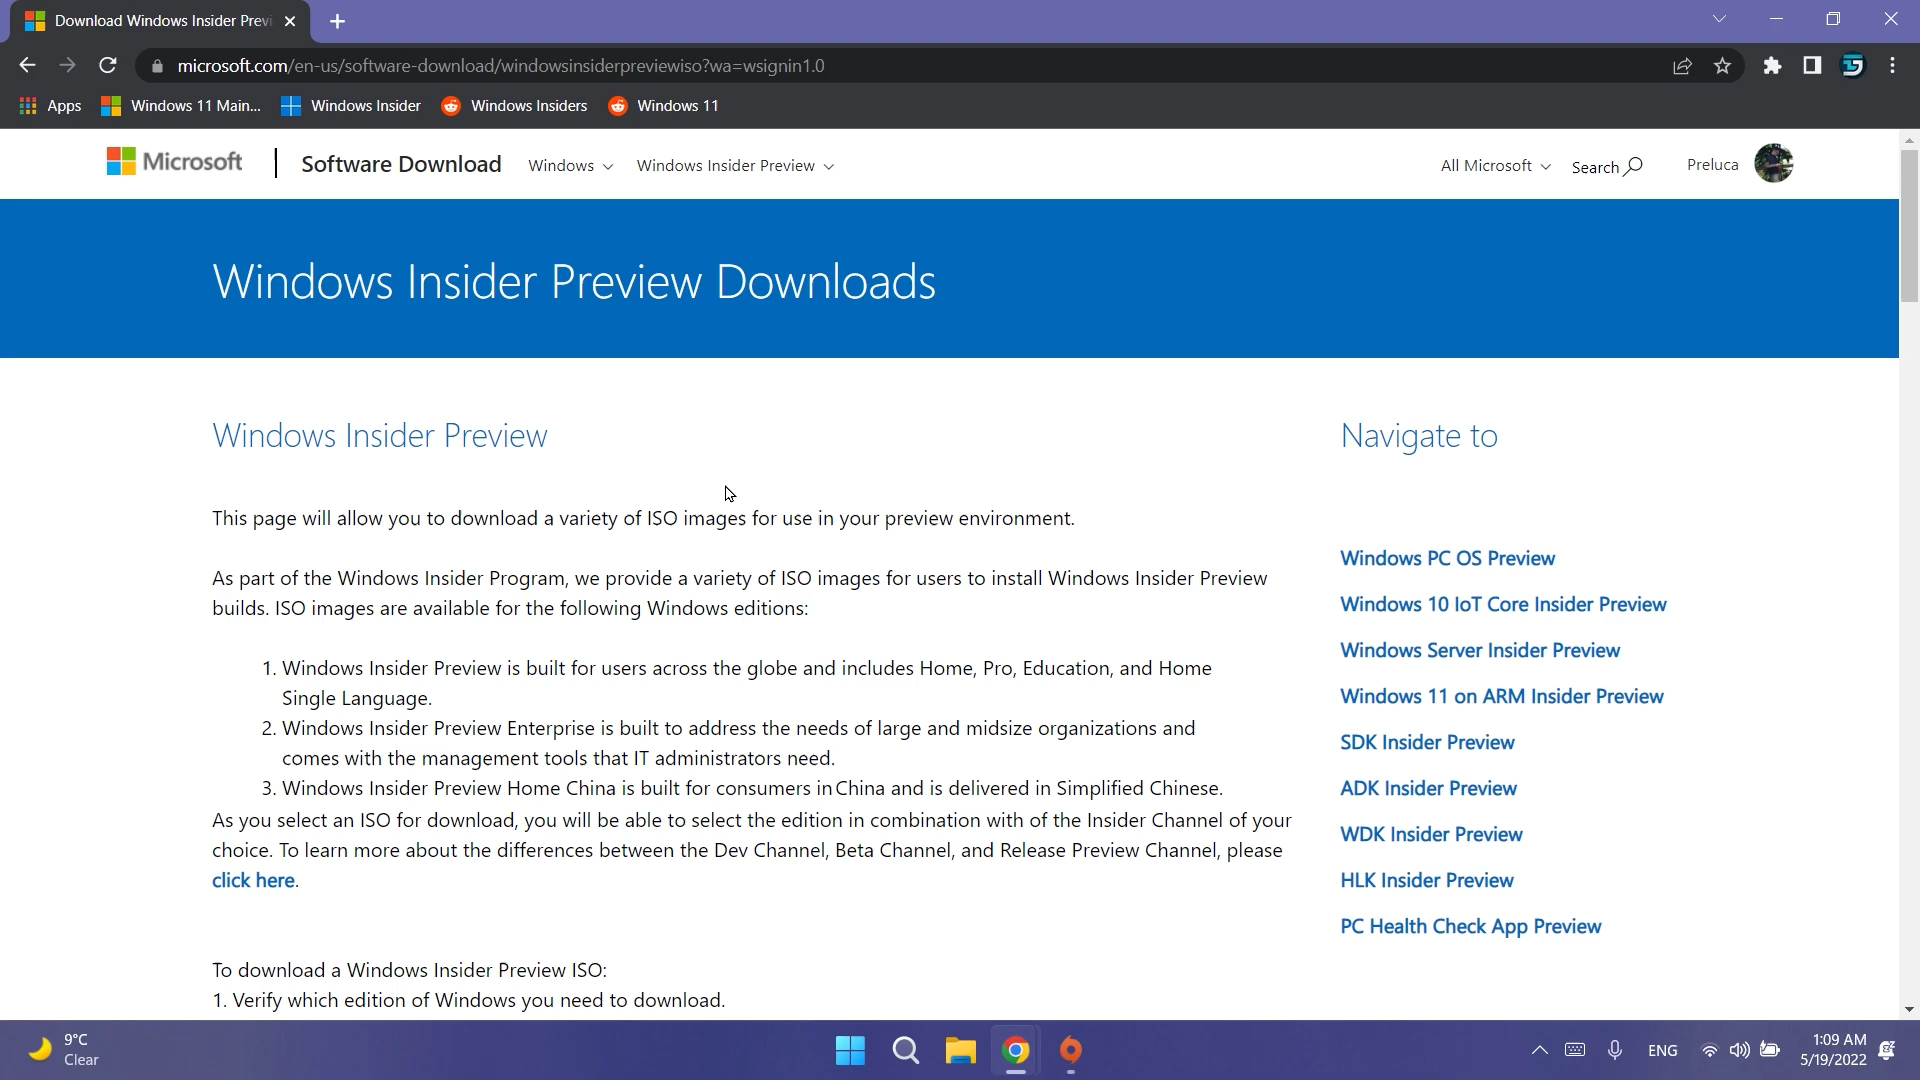 Download Windows Insider Previ
microsoft.com/en-us/software-download/windowsinsiderpreviewiso?wa=wsignin1.0
Apps
Windows 11 Main...
Windows Insider
Windows Insiders
Windows 11
Microsoft
Software Download
Windows
Windows Insider Preview
All Microsoft
Search
Preluca
Windows Insider Preview Downloads
Windows Insider Preview
This page will allow you to download a variety of ISO images for use in your preview environment.
As part of the Windows Insider Program, we provide a variety of ISO images for users to install Windows Insider Preview
builds. ISO images are available for the following Windows editions:
1. Windows Insider Preview is built for users across the globe and includes Home, Pro, Education, and Home
Single Language.
2. Windows Insider Preview Enterprise is built to address the needs of large and midsize organizations and
comes with the management tools that IT administrators need.
3. Windows Insider Preview Home China is built for consumers in China and is delivered in Simplified Chinese.
As you select an ISO for download, you will be able to select the edition in combination with of the Insider Channel of your
choice. To learn more about the differences between the Dev Channel, Beta Channel, and Release Preview Channel, please
click here.
To download a Windows Insider Preview ISO:
1. Verify which edition of Windows you need to download.
Navigate to
Windows PC OS Preview
Windows 10 IoT Core Insider Preview
Windows Server Insider Preview
Windows 11 on ARM Insider Preview
SDK Insider Preview
ADK Insider Preview
WDK Insider Preview
HLK Insider Preview
PC Health Check App Preview
9°C
Clear
ENG
1:09 AM
5/19/2022